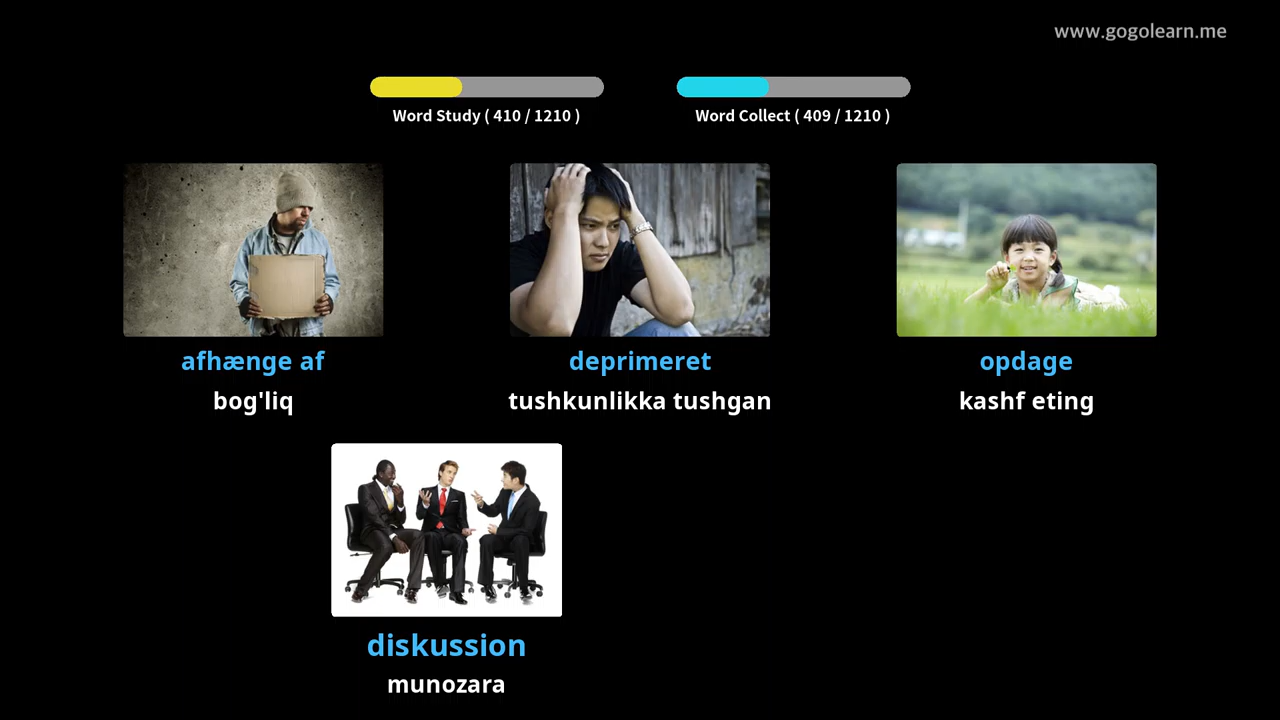 www.gogolearn.me
Word Study ( 410 / 1210 )
Word Collect ( 409 / 1210 )
afhænge af
deprimeret
opdage
bog'liq
tushkunlikka tushgan
kashf eting
diskussion
munozara